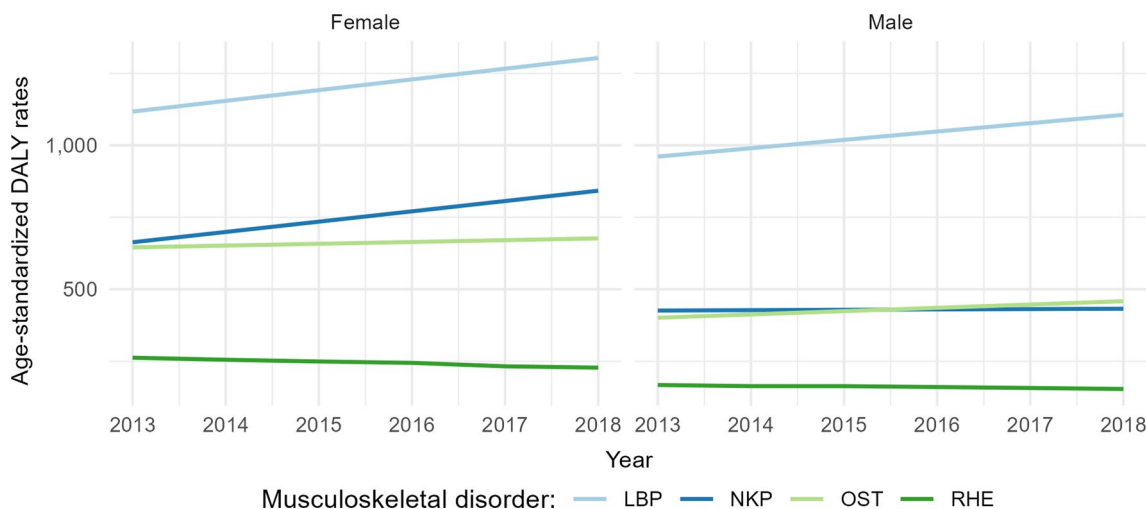 Female Male
Age-standardized DALY rates
1,000
500
2013 2014 2015 2016 2017 2018 2013 2014 2015 2016 2017 2018
Year
Musculoskeletal disorder: LBP NKP OST RHE